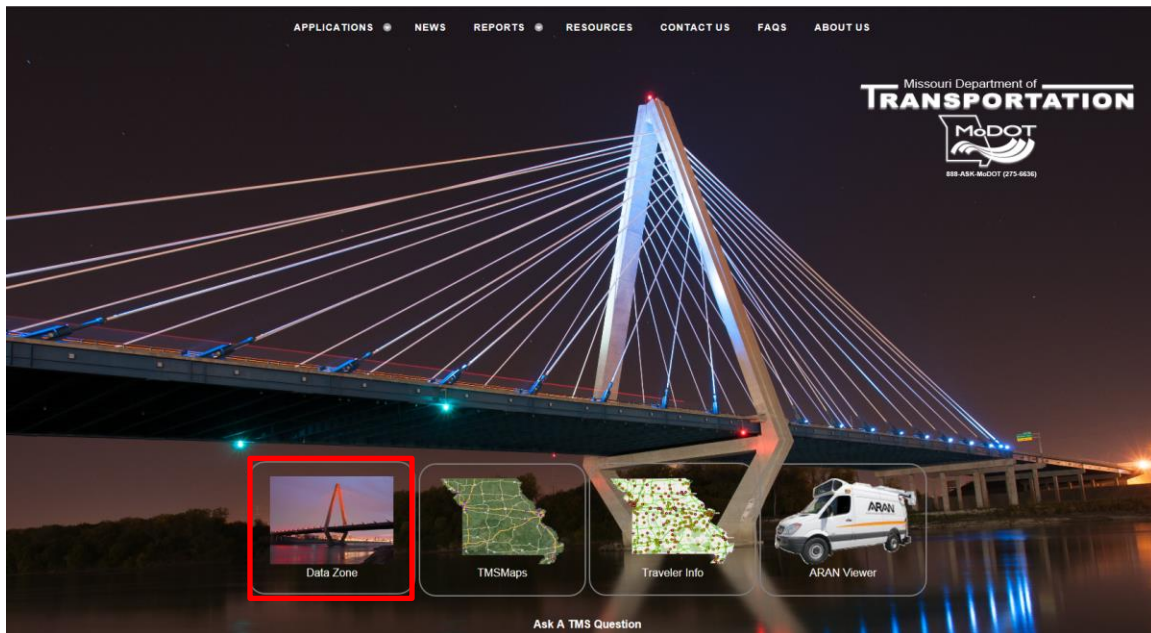 APPLICATIONS NEWS REPORTS RESOURCES CONTACT US FAQS ABOUT US
Missouri Department of
TRANSPORTATION
MoDOT
888-ASK-MoDOT (275-6636)
ARAN
Data Zone TMSMaps Traveler Info ARAN Viewer
Ask A TMS Question